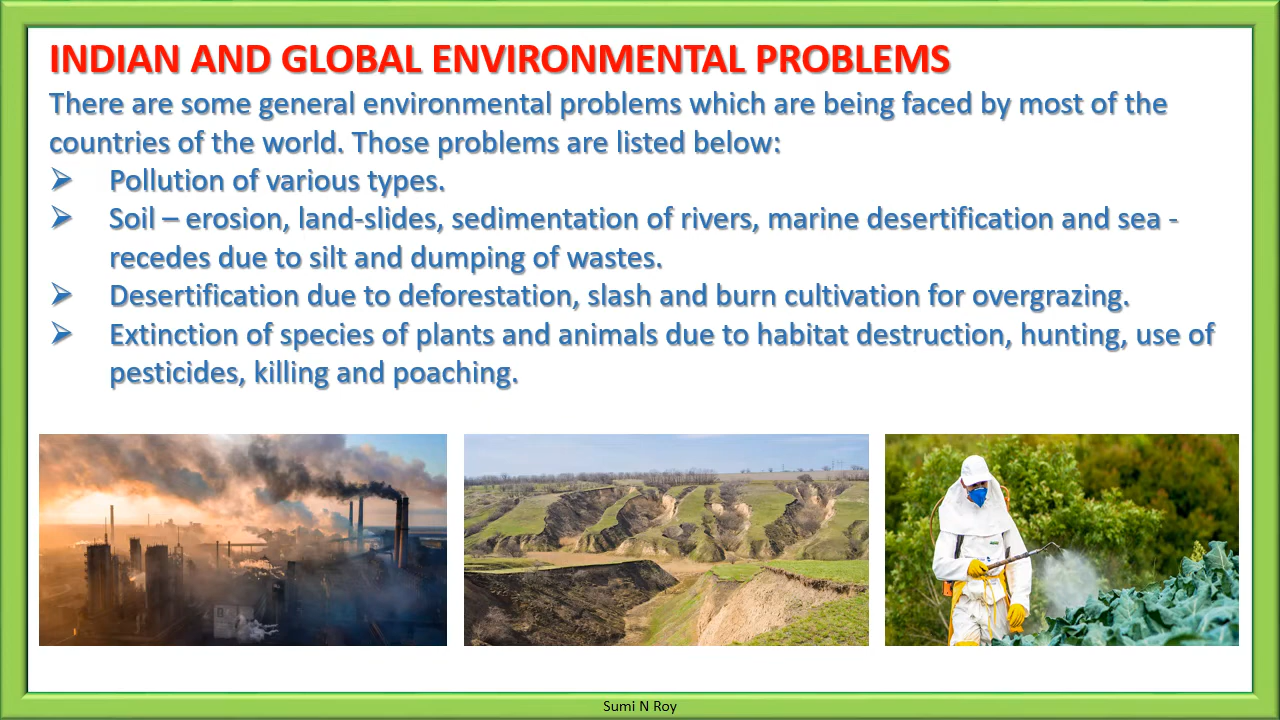 INDIAN AND GLOBAL ENVIRONMENTAL PROBLEMS
There are some general environmental problems which are being faced by most of the
countries of the world. Those problems are listed below:
➢ Pollution of various types.
➢ Soil – erosion, land-slides, sedimentation of rivers, marine desertification and sea -
recedes due to silt and dumping of wastes.
➢ Desertification due to deforestation, slash and burn cultivation for overgrazing.
➢ Extinction of species of plants and animals due to habitat destruction, hunting, use of
pesticides, killing and poaching.
Sumi N Roy